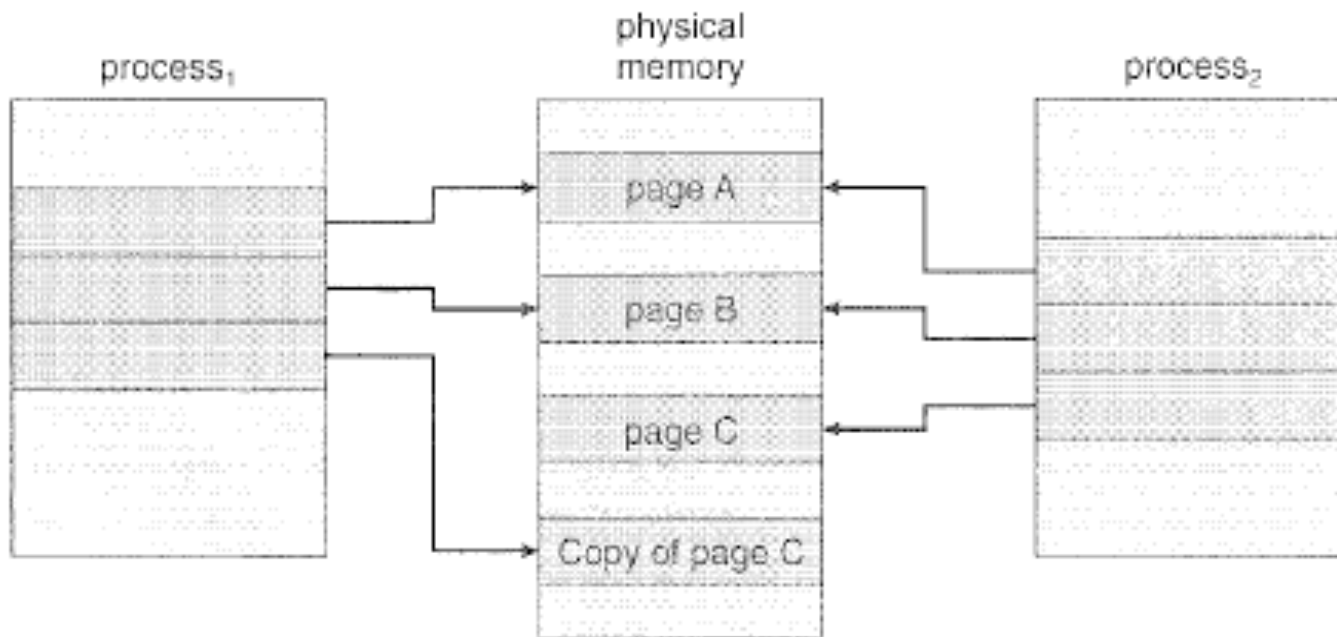 physical
memory
process₁
process₂
page A
page B
page C
Copy of page C